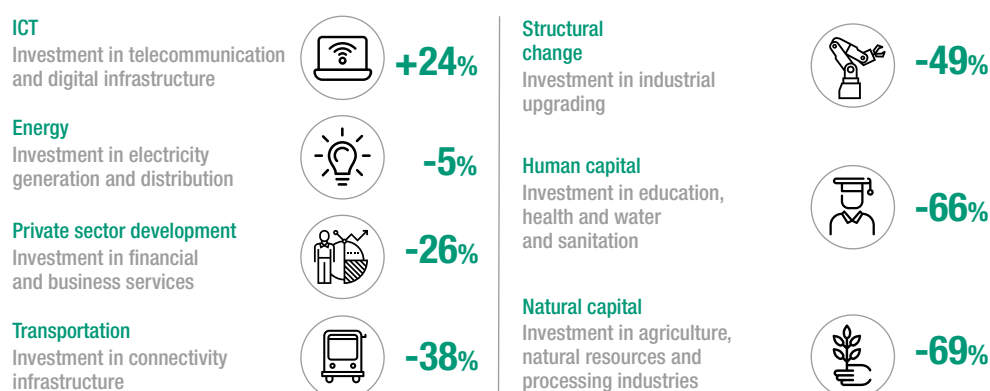 ICT
Investment in telecommunication
and digital infrastructure
+24%
Energy
Investment in electricity
generation and distribution
-5%
Private sector development
Investment in financial
and business services
-26%
Transportation
Investment in connectivity
infrastructure
-38%
Structural
change
Investment in industrial
upgrading
-49%
Human capital
Investment in education,
health and water
and sanitation
-66%
Natural capital
Investment in agriculture,
natural resources and
processing industries
-69%